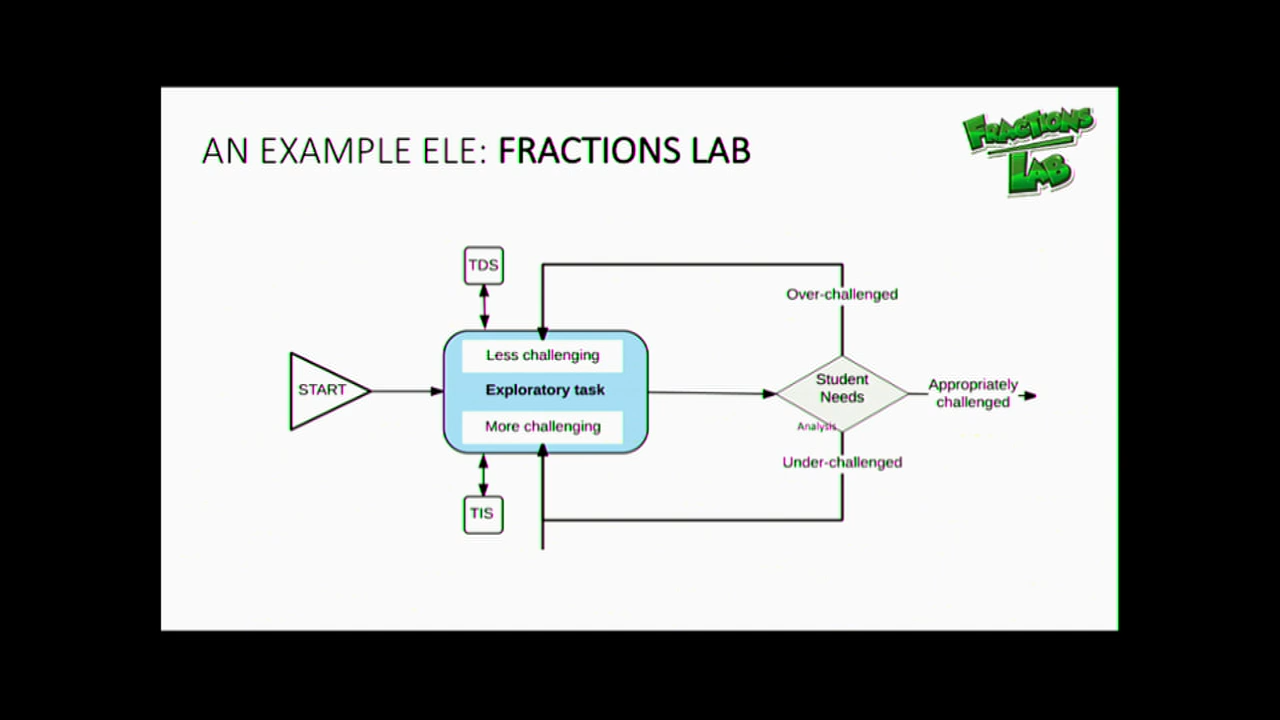 AN EXAMPLE ELE: FRACTIONS LAB
FRACTIONS
LAB
TDS
Over-challenged
Less challenging
START
Exploratory task
Student
Needs
Appropriately
challenged
More challenging
Analysis
Under-challenged
TIS